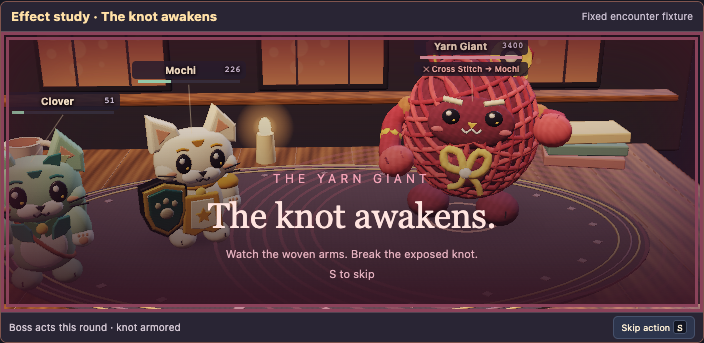 Effect study · The knot awakens
Fixed encounter fixture
Yarn Giant 3400
× Cross Stitch → Mochi
Mochi 226
Clover 51
THE YARN GIANT
The knot awakens.
Watch the woven arms. Break the exposed knot.
S to skip
Boss acts this round · knot armored
Skip action S